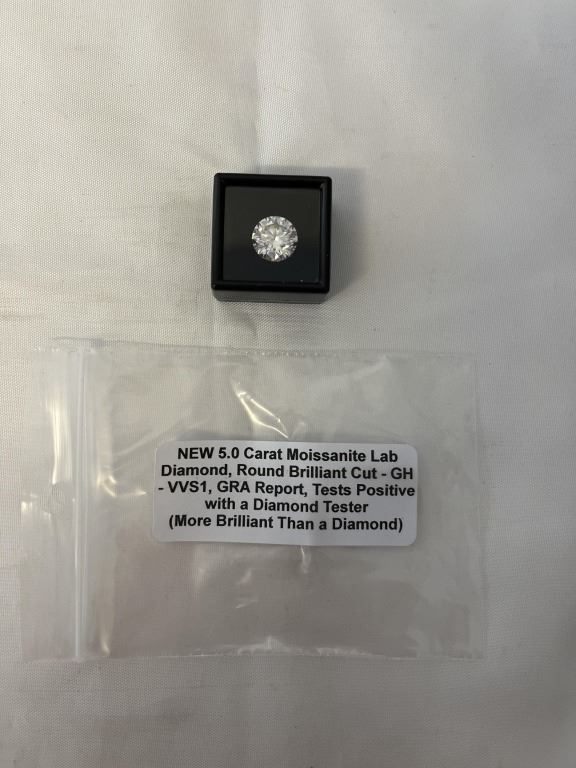 NEW 5.0 Carat Moissanite Lab
Diamond, Round Brilliant Cut - GH
- VVS1, GRA Report, Tests Positive
with a Diamond Tester
(More Brilliant Than a Diamond)